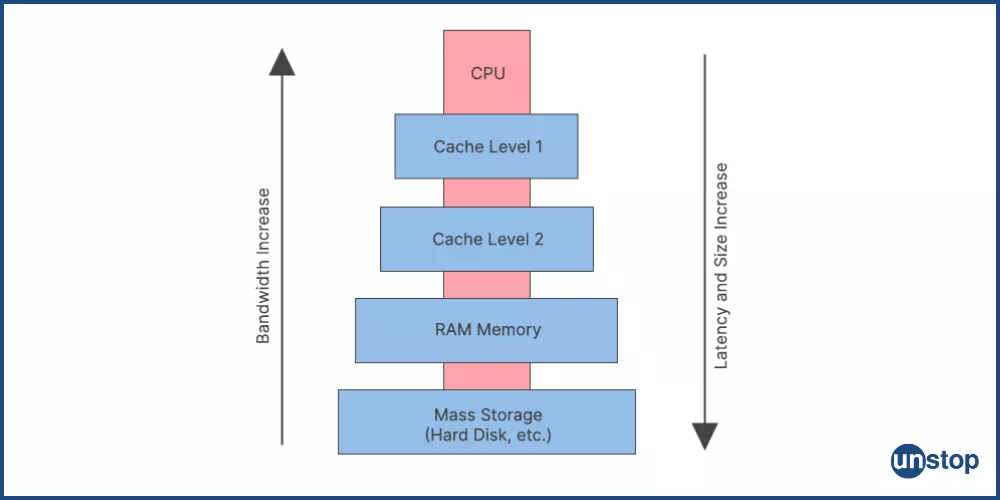 CPU
Cache Level 1
Cache Level 2
RAM Memory
Mass Storage
(Hard Disk, etc.)
Bandwidth Increase
Latency and Size Increase
unstop